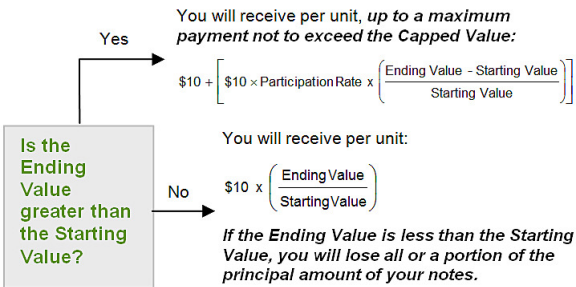 You will receive per unit, up to a maximum
payment not to exceed the Capped Value:
Yes
$10 + [ $10 × Participation Rate x ( Ending Value - Starting Value / Starting Value ) ]
Is the
Ending
Value
greater than
the Starting
Value?
No
You will receive per unit:
$10 x ( Ending Value / Starting Value )
If the Ending Value is less than the Starting
Value, you will lose all or a portion of the
principal amount of your notes.